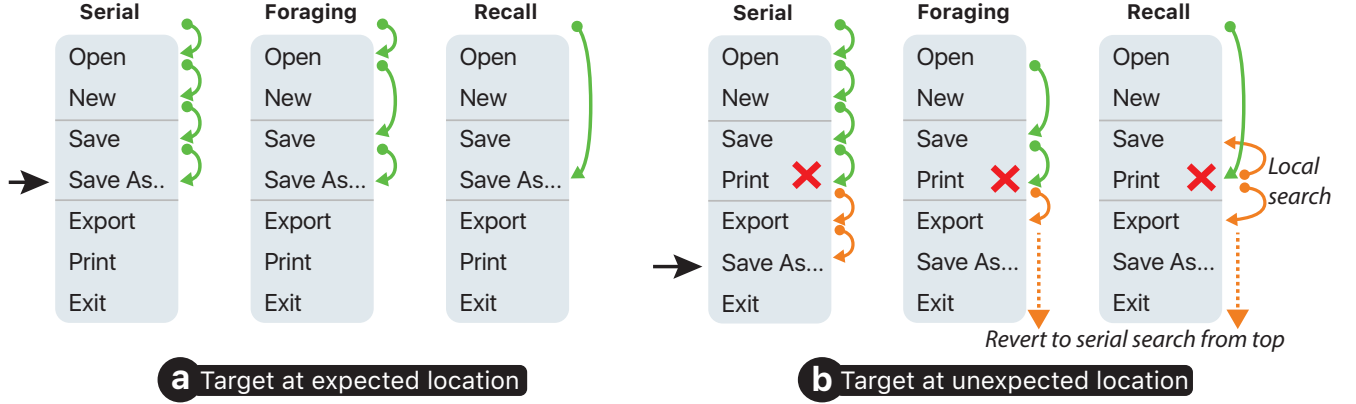 Serial
Open
New
Save
Save As..
Export
Print
Exit
Foraging
Open
New
Save
Save As...
Export
Print
Exit
Recall
Open
New
Save
Save As...
Export
Print
Exit
a Target at expected location
Serial
Open
New
Save
Print
Export
Save As...
Exit
Foraging
Open
New
Save
Print
Export
Save As...
Exit
Recall
Open
New
Save
Print
Export
Save As...
Exit
Local
search
Revert to serial search from top
b Target at unexpected location